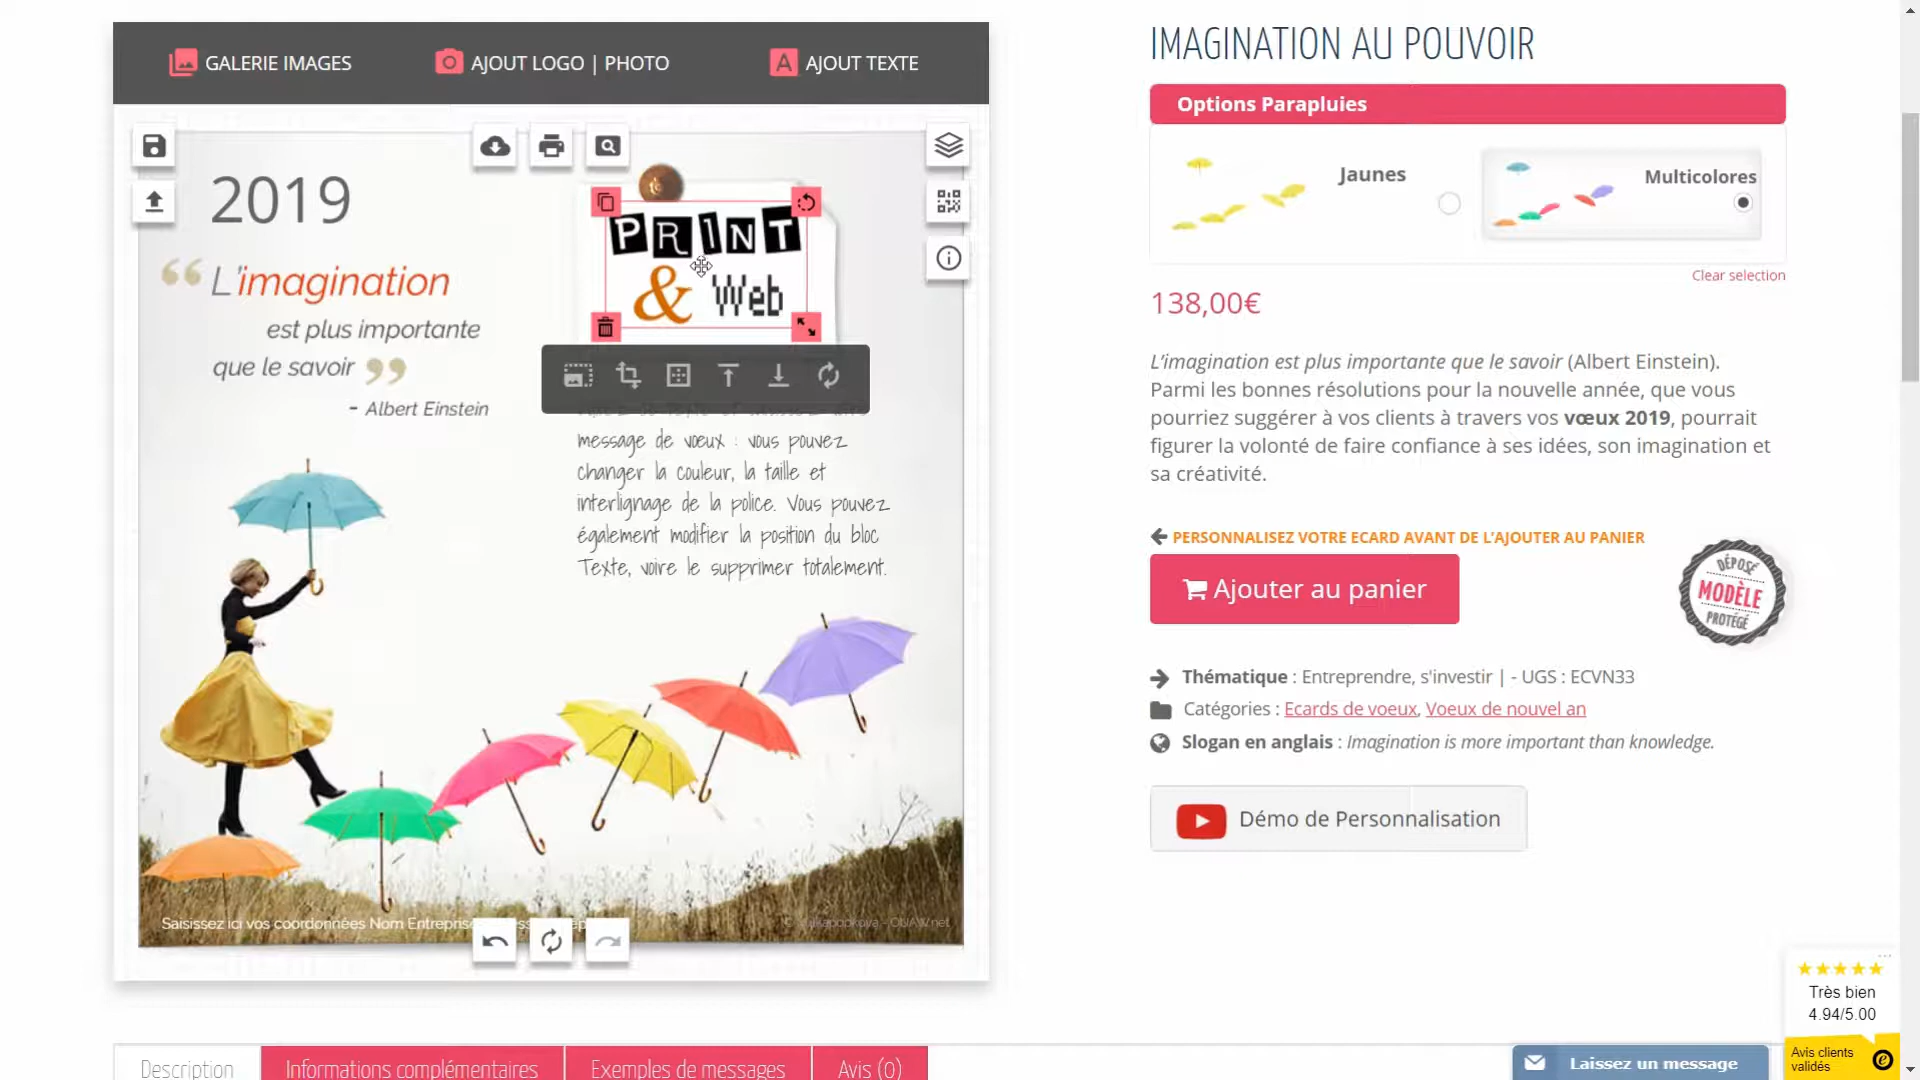 GALERIE IMAGES
AJOUT LOGO | PHOTO
AJOUT TEXTE
2019
“ L'imagination
est plus importante
que le savoir ”
- Albert Einstein
PRINT
& Web
message de vœux : vous pouvez
changer la couleur, la taille et
interlignage de la police. Vous pouvez
également modifier la position du bloc
Texte, voire le supprimer totalement.
Saisissez ici vos coordonnées Nom Entreprise
IMAGINATION AU POUVOIR
Options Parapluies
Jaunes
Multicolores
Clear selection
138,00€
L'imagination est plus importante que le savoir (Albert Einstein).
Parmi les bonnes résolutions pour la nouvelle année, que vous
pourriez suggérer à vos clients à travers vos vœux 2019, pourrait
figurer la volonté de faire confiance à ses idées, son imagination et
sa créativité.
PERSONNALISEZ VOTRE ECARD AVANT DE L'AJOUTER AU PANIER
Ajouter au panier
DÉPOSÉ
MODÈLE
PROTÉGÉ
Thématique : Entreprendre, s'investir | - UGS : ECVN33
Catégories : Ecards de voeux, Voeux de nouvel an
Slogan en anglais : Imagination is more important than knowledge.
Démo de Personnalisation
Très bien
4.94/5.00
Avis clients
validés
Description
Informations complémentaires
Exemples de messages
Avis (0)
Laissez un message